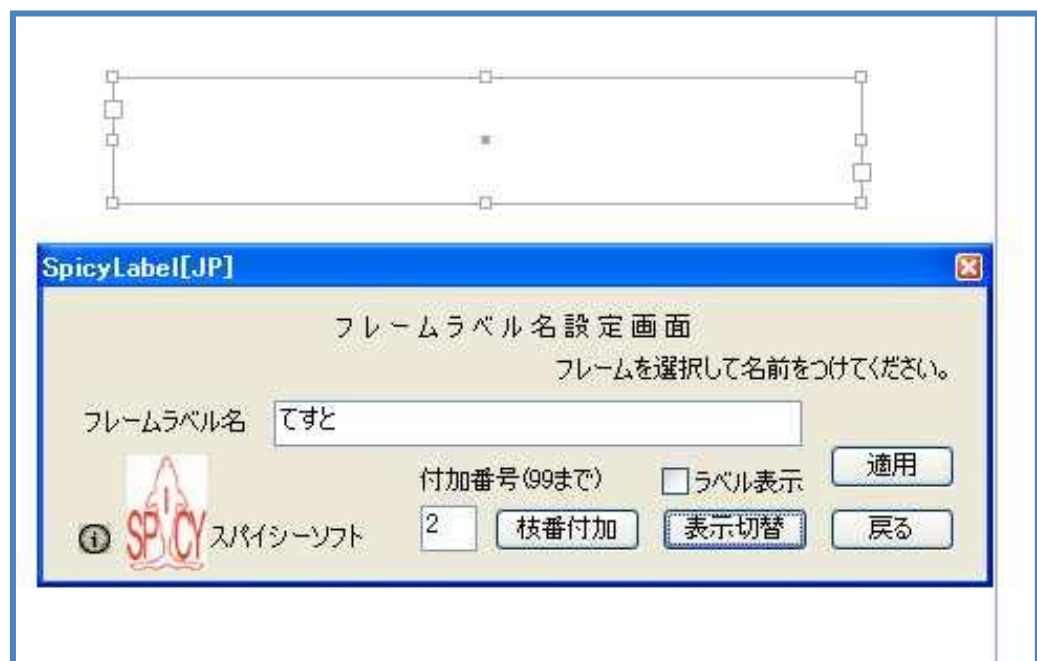 SpicyLabel[JP]
フレームラベル名設定画面
フレームを選択して名前をつけてください。
フレームラベル名 てすと
付加番号(99まで) ラベル表示 適用
SPICY スパイシーソフト 2 枝番付加 表示切替 戻る